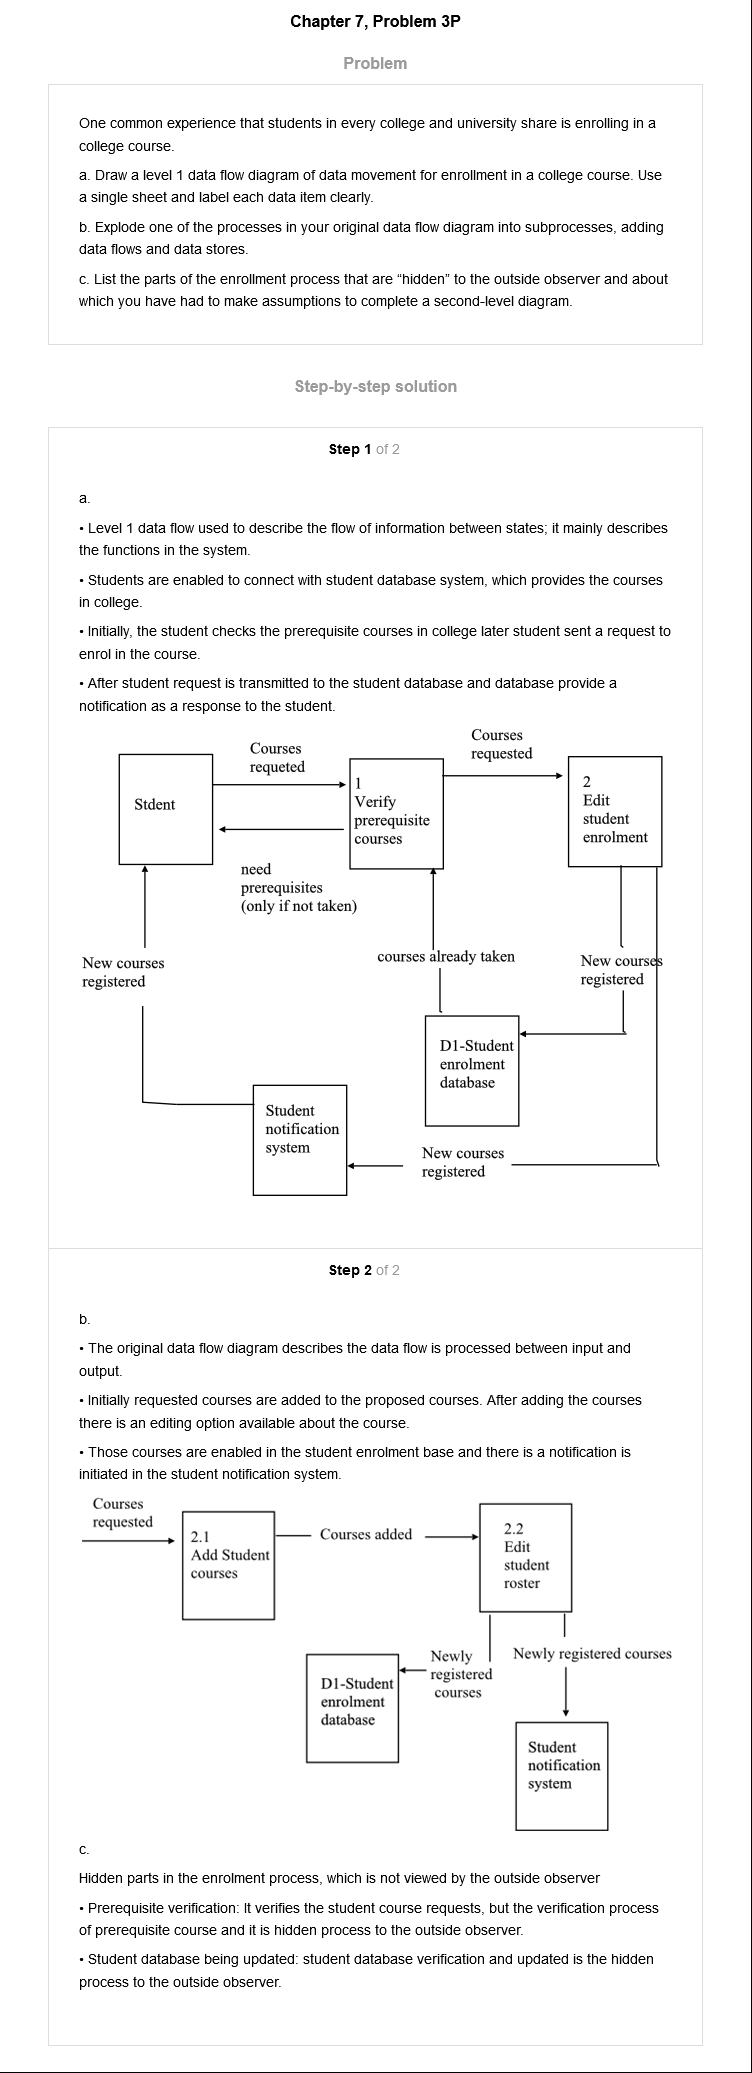 Chapter 7, Problem 3P
Problem
One common experience that students in every college and university share is enrolling in a
college course.
a. Draw a level 1 data flow diagram of data movement for enrollment in a college course. Use
a single sheet and label each data item clearly.
b. Explode one of the processes in your original data flow diagram into subprocesses, adding
data flows and data stores.
c. List the parts of the enrollment process that are “hidden” to the outside observer and about
which you have had to make assumptions to complete a second-level diagram.
Step-by-step solution
Step 1 of 2
a.
• Level 1 data flow used to describe the flow of information between states; it mainly describes
the functions in the system.
• Students are enabled to connect with student database system, which provides the courses
in college.
• Initially, the student checks the prerequisite courses in college later student sent a request to
enrol in the course.
• After student request is transmitted to the student database and database provide a
notification as a response to the student.
Courses
requeted
Courses
requested
Stdent
1
Verify
prerequisite
courses
2
Edit
student
enrolment
need
prerequisites
(only if not taken)
New courses
registered
courses already taken
New courses
registered
D1-Student
enrolment
database
Student
notification
system
New courses
registered
Step 2 of 2
b.
• The original data flow diagram describes the data flow is processed between input and
output.
• Initially requested courses are added to the proposed courses. After adding the courses
there is an editing option available about the course.
• Those courses are enabled in the student enrolment base and there is a notification is
initiated in the student notification system.
Courses
requested
2.1
Add Student
courses
Courses added
2.2
Edit
student
roster
Newly
registered
courses
Newly registered courses
D1-Student
enrolment
database
Student
notification
system
c.
Hidden parts in the enrolment process, which is not viewed by the outside observer
• Prerequisite verification: It verifies the student course requests, but the verification process
of prerequisite course and it is hidden process to the outside observer.
• Student database being updated: student database verification and updated is the hidden
process to the outside observer.